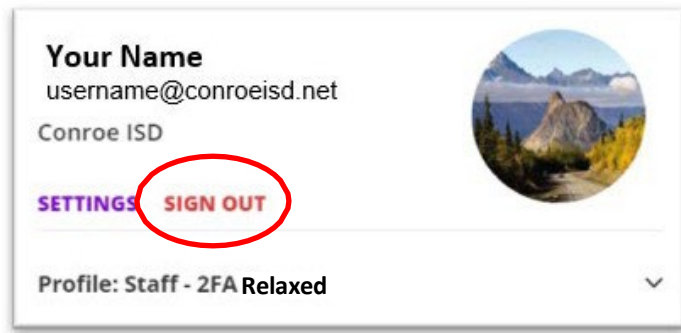 Your Name
username@conroeisd.net
Conroe ISD
SETTINGS SIGN OUT
Profile: Staff - 2FA Relaxed